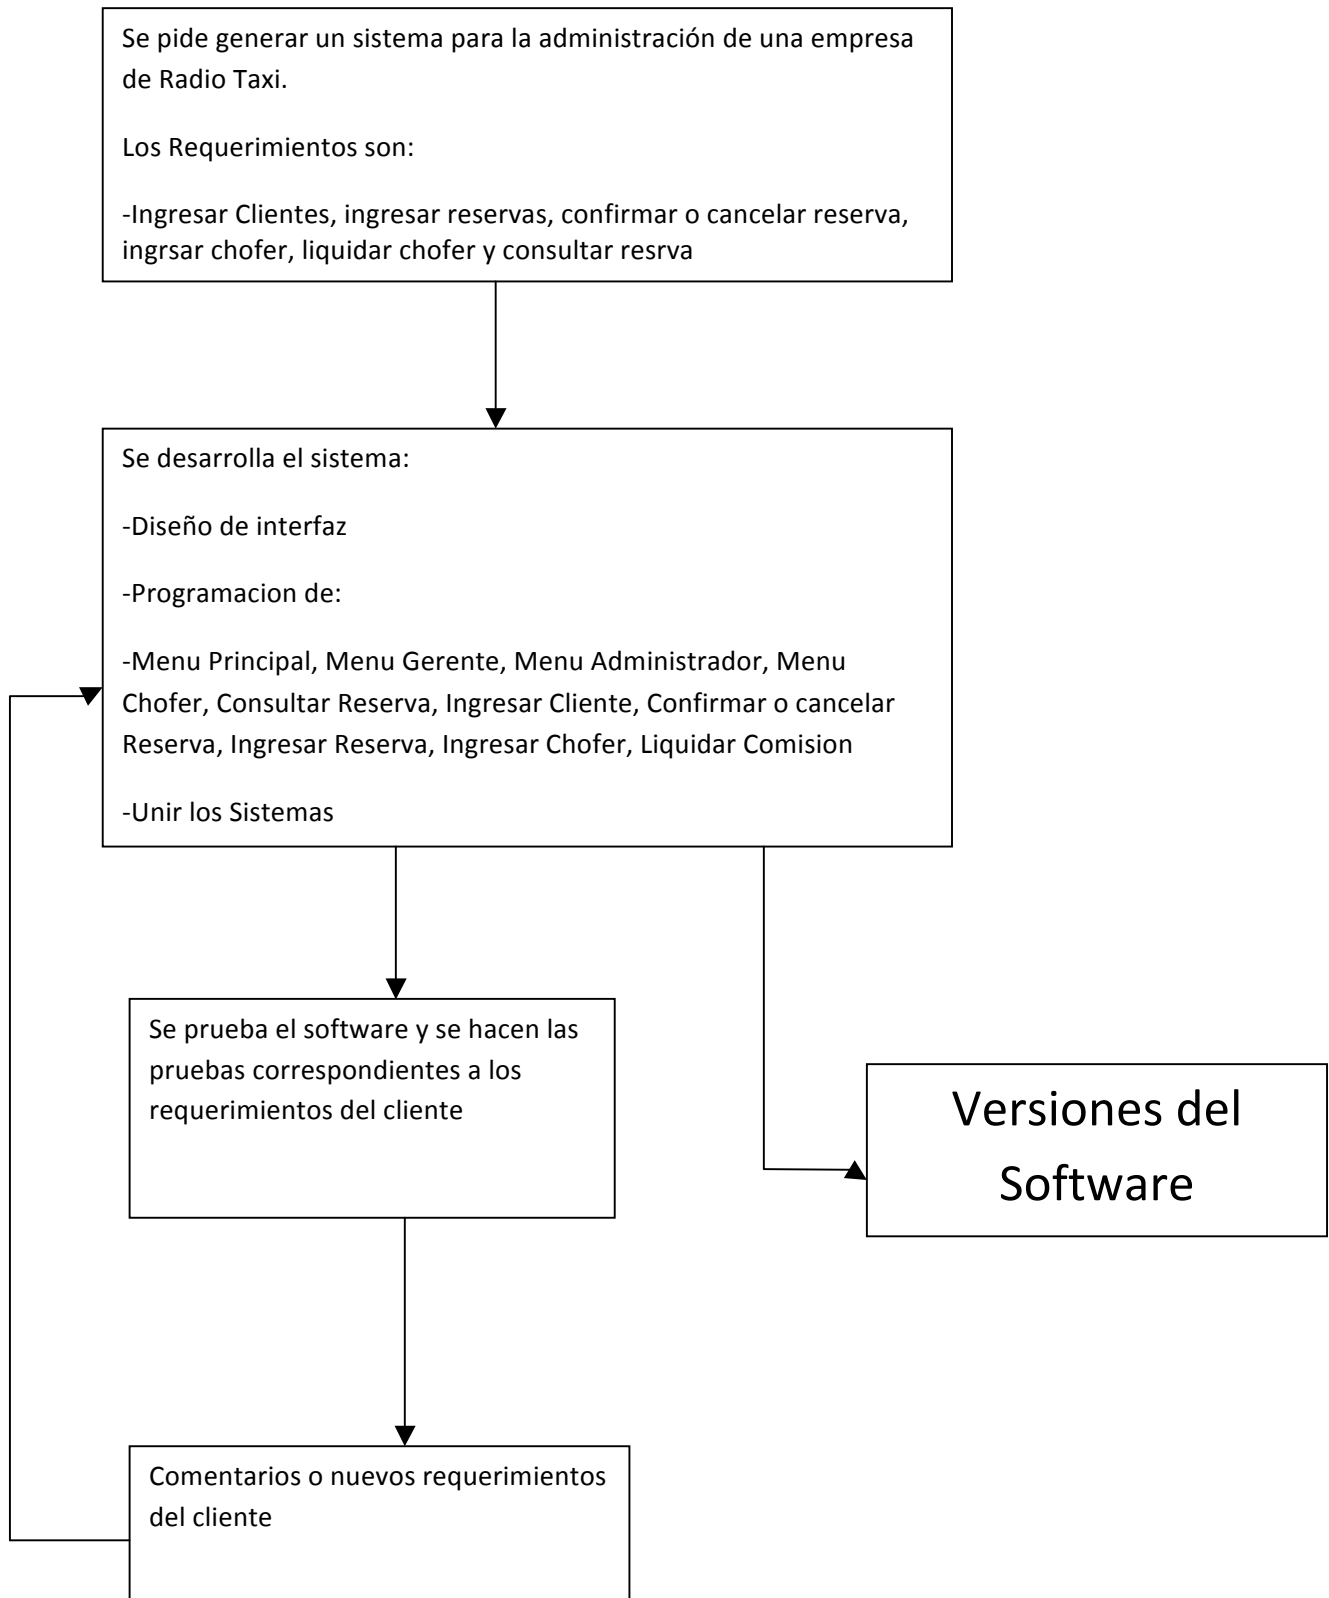 Se pide generar un sistema para la administración de una empresa
de Radio Taxi.
Los Requerimientos son:
-Ingresar Clientes, ingresar reservas, confirmar o cancelar reserva,
ingrsar chofer, liquidar chofer y consultar resrva
Se desarrolla el sistema:
-Diseño de interfaz
-Programacion de:
-Menu Principal, Menu Gerente, Menu Administrador, Menu
Chofer, Consultar Reserva, Ingresar Cliente, Confirmar o cancelar
Reserva, Ingresar Reserva, Ingresar Chofer, Liquidar Comision
-Unir los Sistemas
Se prueba el software y se hacen las
pruebas correspondientes a los
requerimientos del cliente
Versiones del
Software
Comentarios o nuevos requerimientos
del cliente